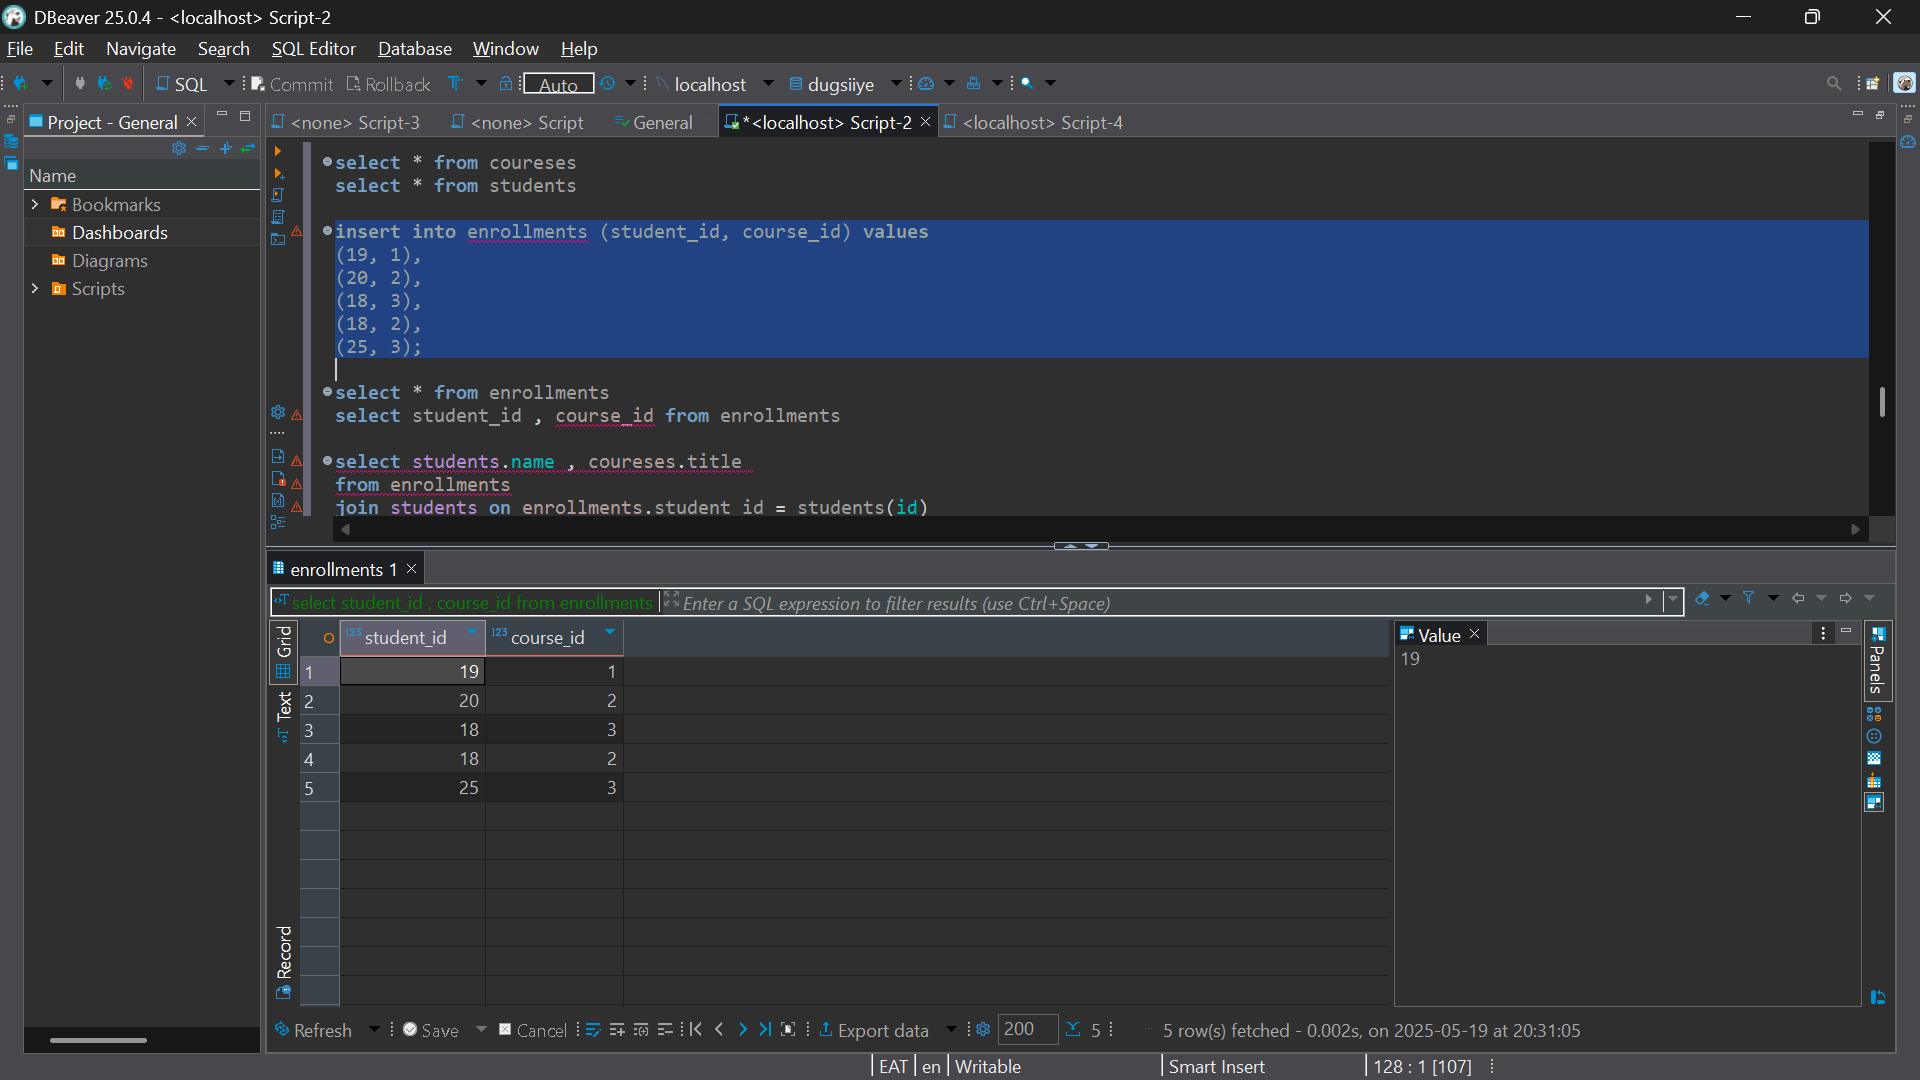 DBeaver 25.0.4 - <localhost> Script-2
File Edit Navigate Search SQL Editor Database Window Help
SQL Commit Rollback Auto localhost dugsiiye
Project - General
<none> Script-3 <none> Script General *<localhost> Script-2 <localhost> Script-4
Name
Bookmarks
Dashboards
Diagrams
Scripts
select * from coureses
select * from students
insert into enrollments (student_id, course_id) values
(19, 1),
(20, 2),
(18, 3),
(18, 2),
(25, 3);
select * from enrollments
select student_id , course_id from enrollments
select students.name , coureses.title
from enrollments
join students on enrollments.student_id = students(id)
enrollments 1
select student_id , course_id from enrollments Enter a SQL expression to filter results (use Ctrl+Space)
Grid
Text
Record
123 student_id 123 course_id
1 19 1
2 20 2
3 18 3
4 18 2
5 25 3
Value
19
Panels
Refresh Save Cancel Export data 200 5 5 row(s) fetched - 0.002s, on 2025-05-19 at 20:31:05
EAT en Writable Smart Insert 128 : 1 [107]